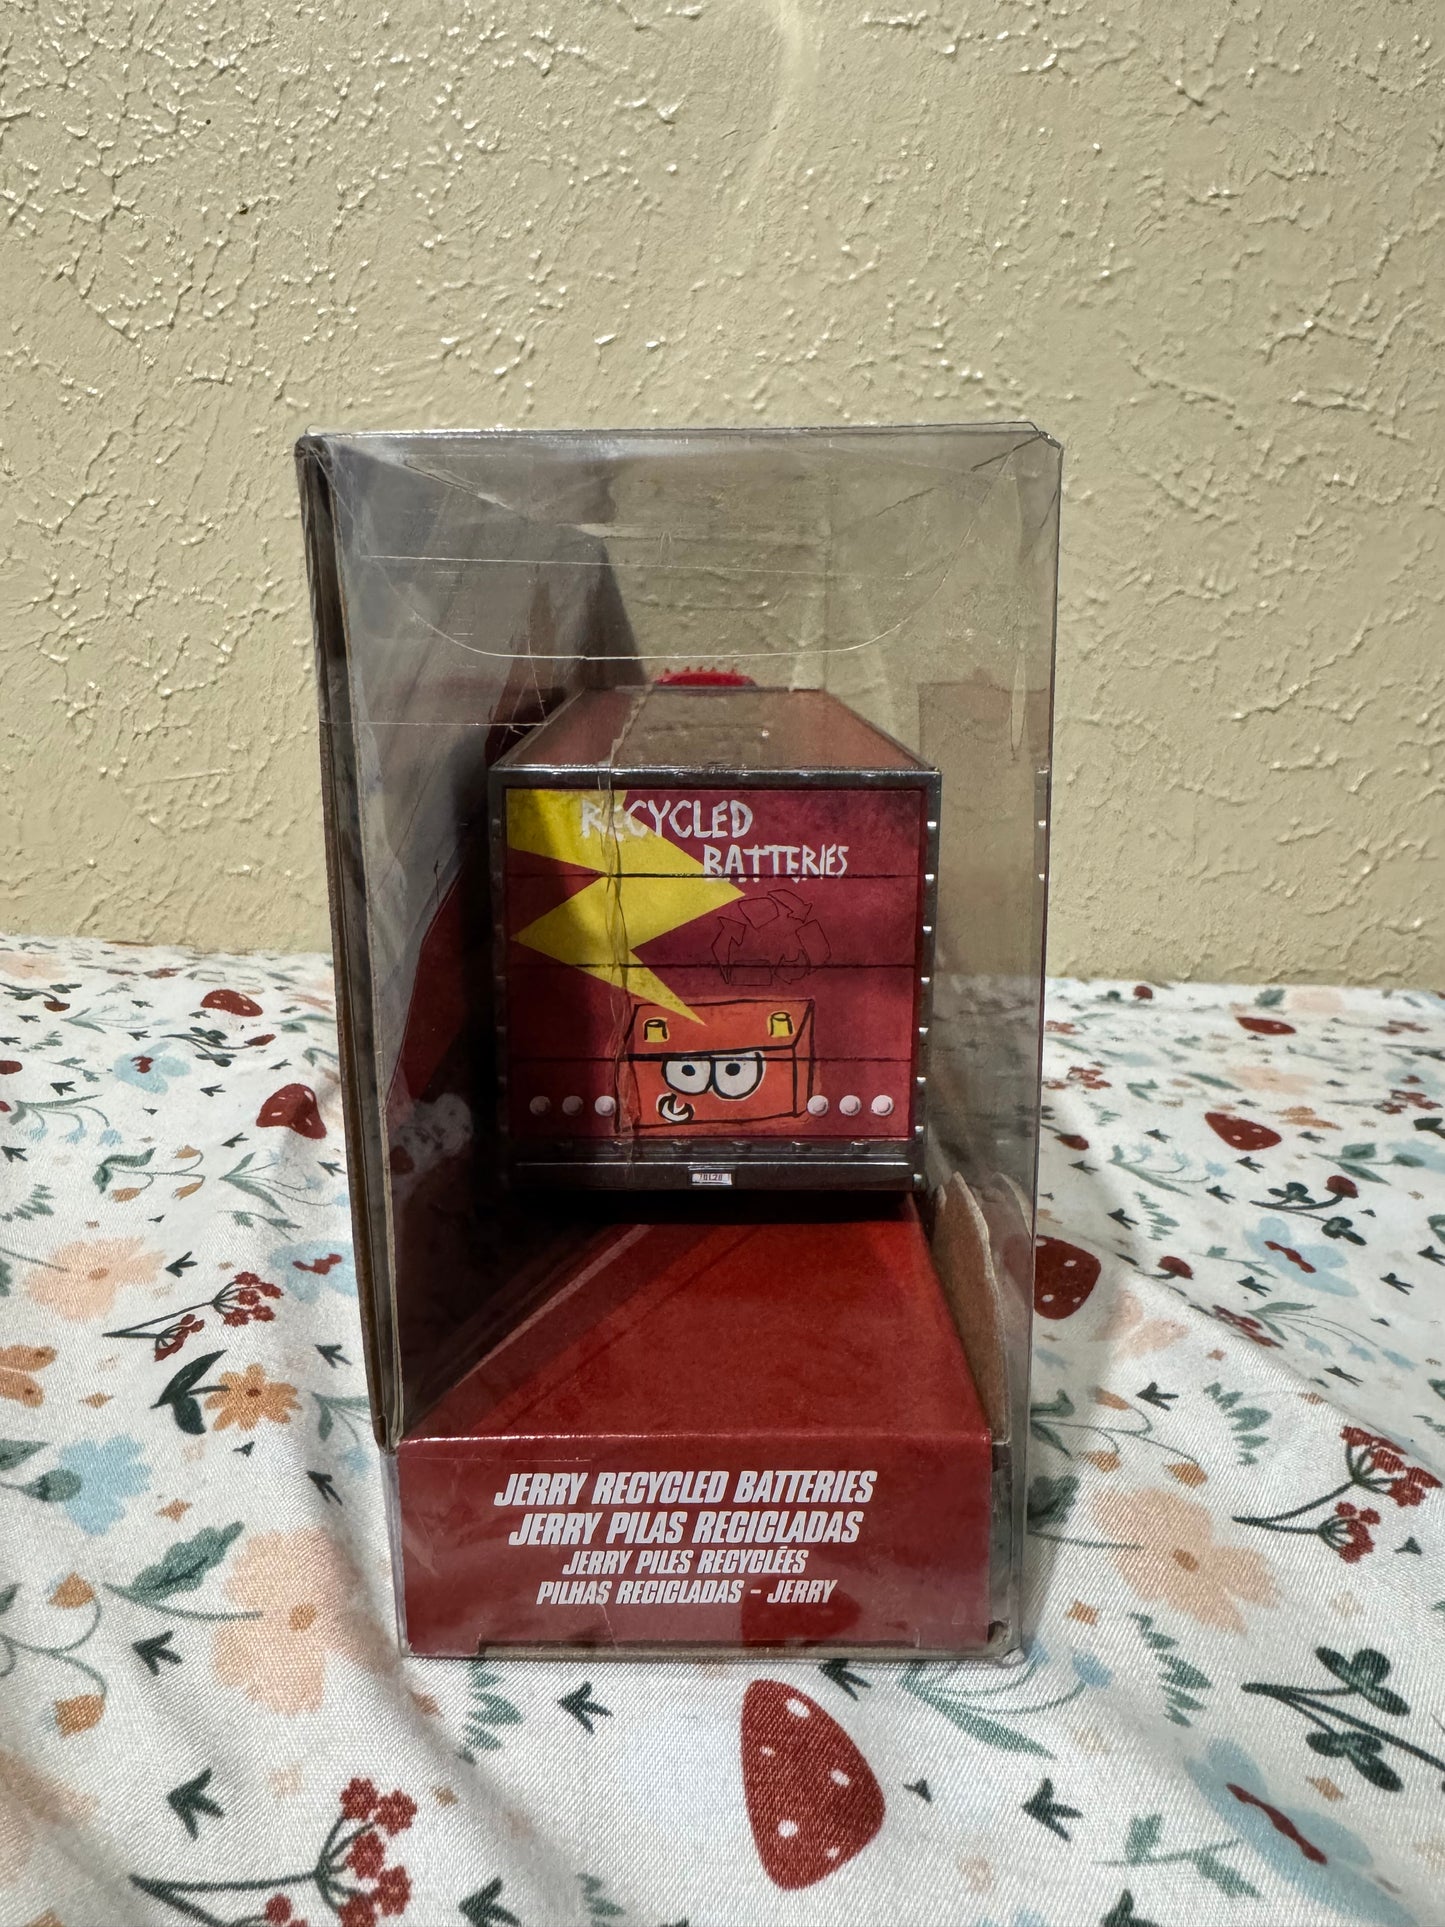 RECYCLED
BATTERIES
JERRY RECYCLED BATTERIES
JERRY PILAS RECICLADAS
JERRY PILES RECYCLÉES
PILHAS RECICLADAS - JERRY